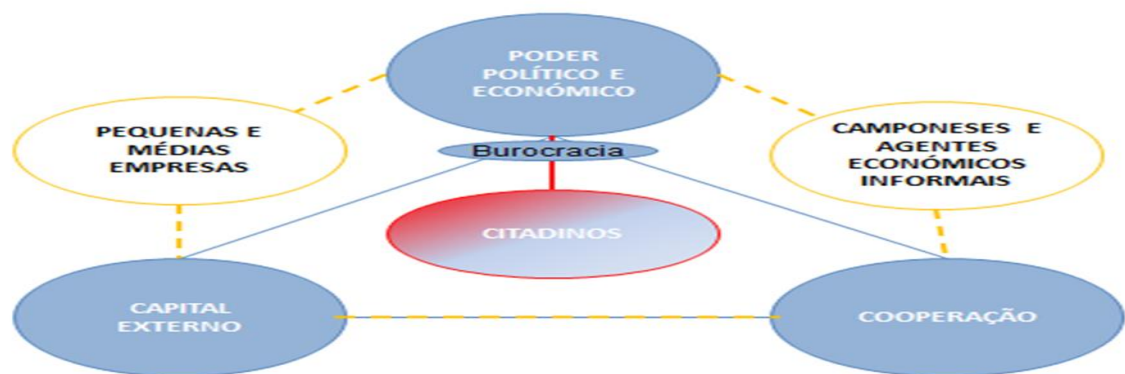 PODER
POLÍTICO E
ECONÓMICO
PEQUENAS E
MÉDIAS
EMPRESAS
Burocracia
CAMPONESES E
AGENTES
ECONÓMICOS
INFORMAIS
CITADINOS
CAPITAL
EXTERNO
COOPERAÇÃO